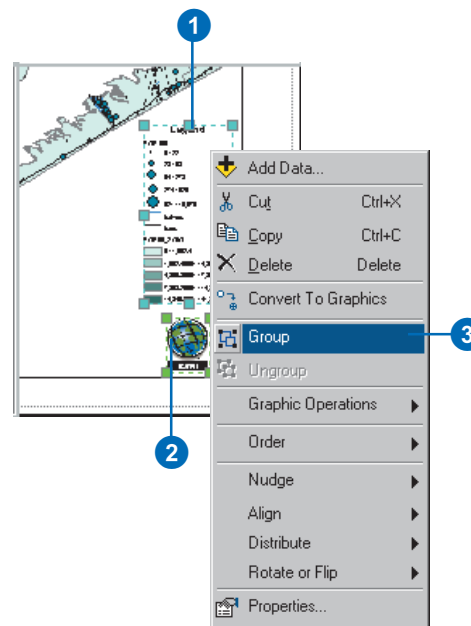 1
Legend
Add Data...
Cut Ctrl+X
Copy Ctrl+C
Delete Delete
Convert To Graphics
Group
3
Ungroup
Graphic Operations
2
Order
Nudge
Align
Distribute
Rotate or Flip
Properties...